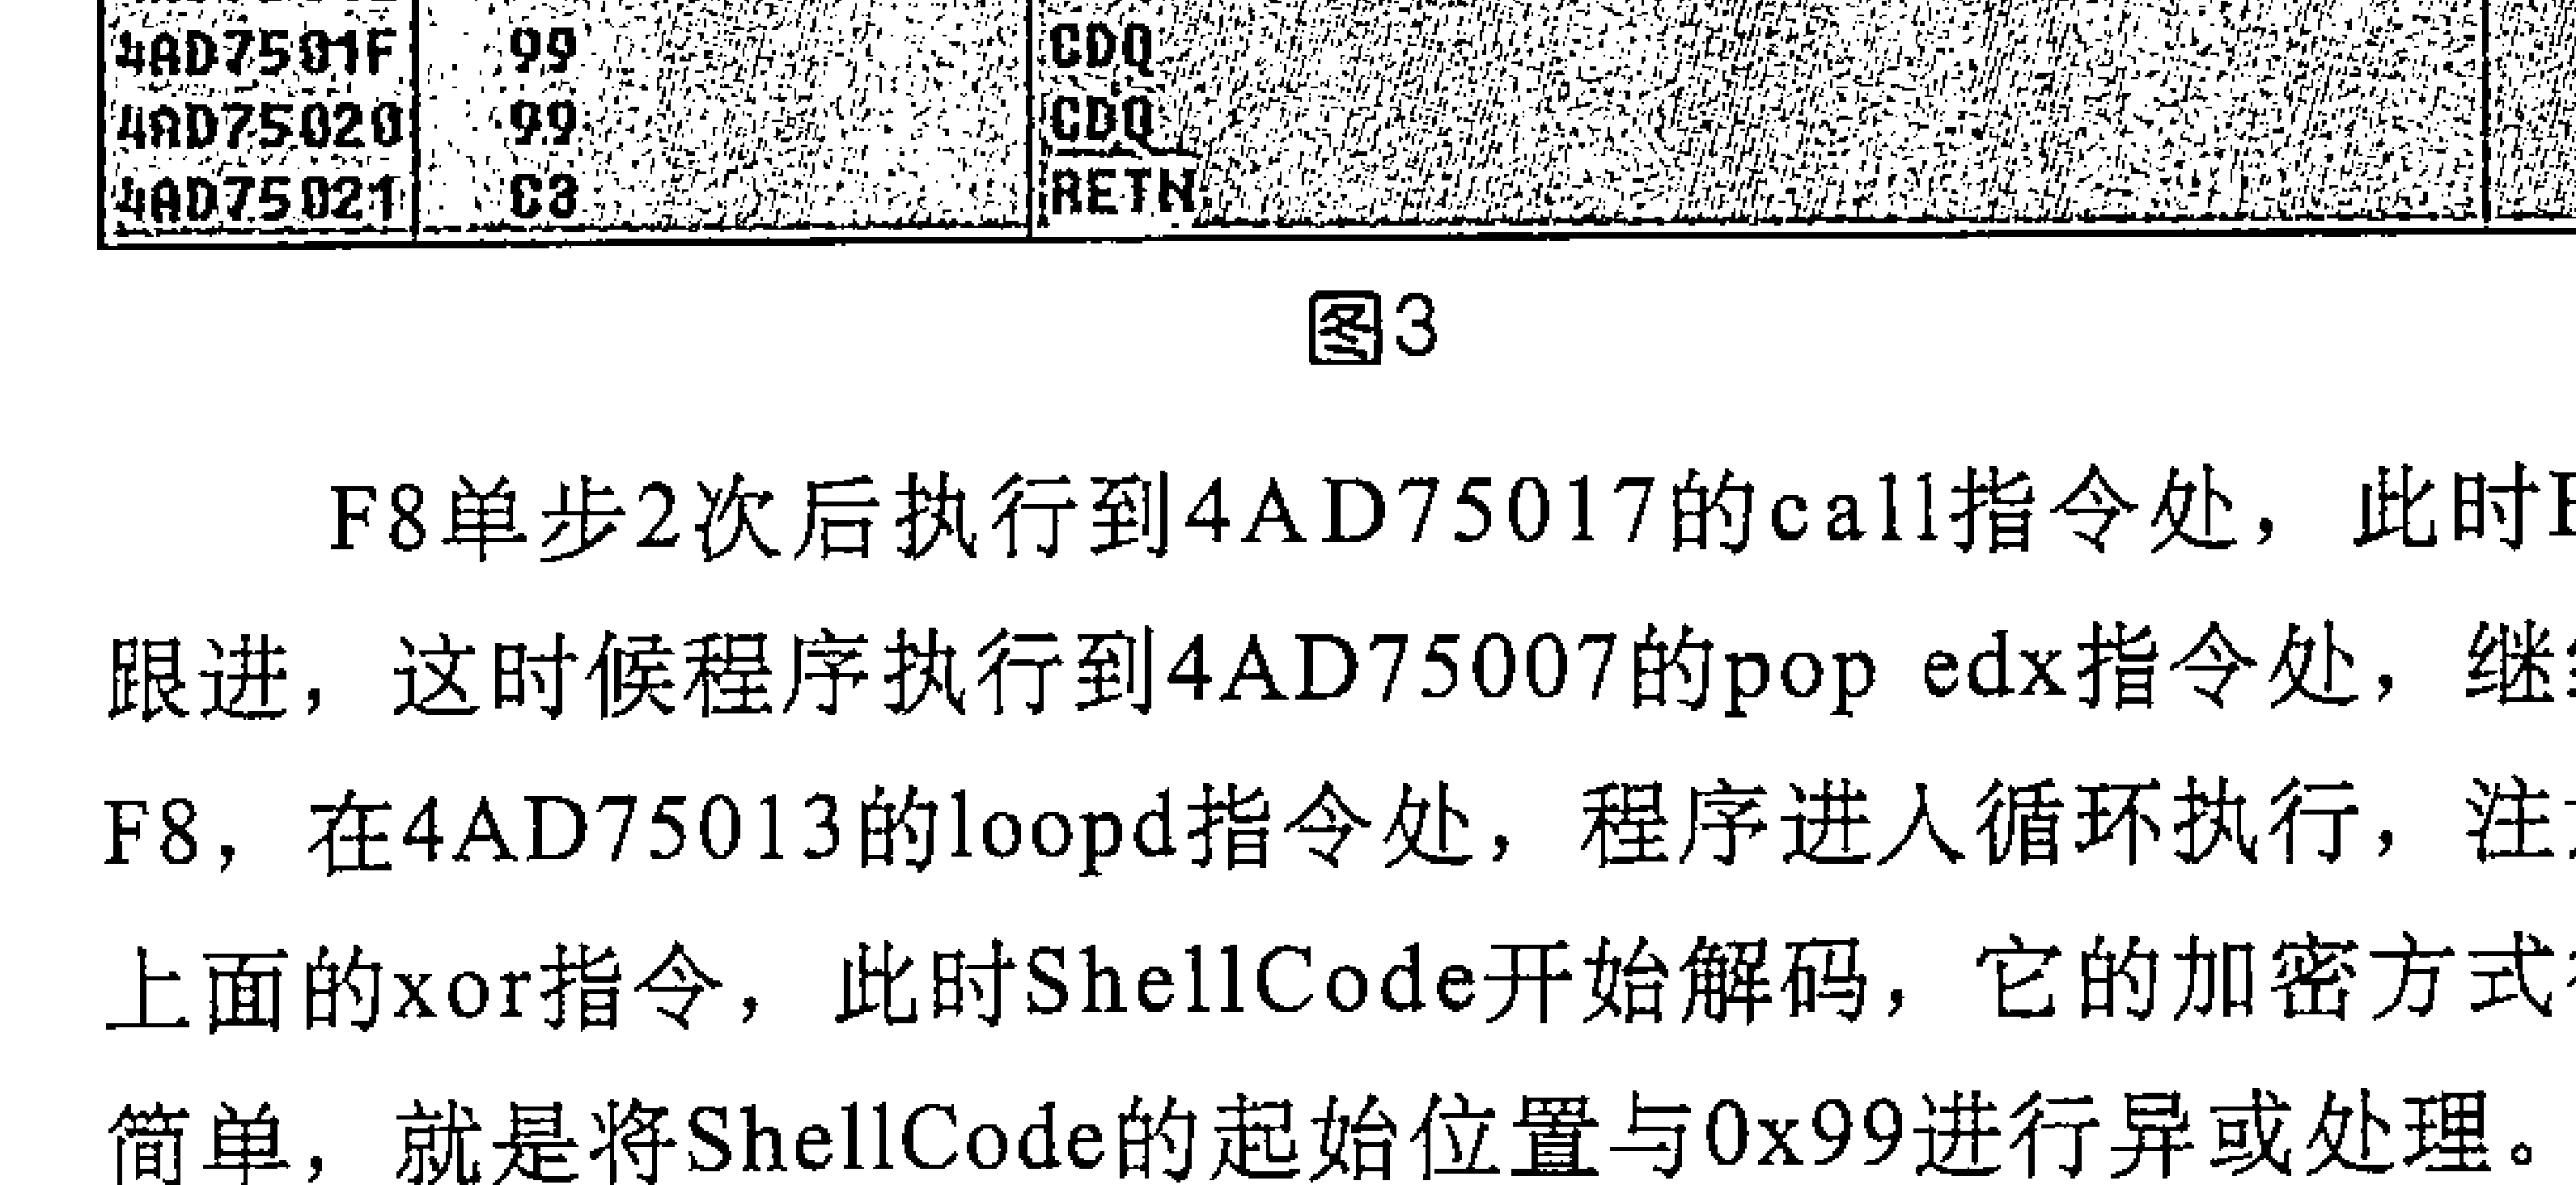 4AD7501F 99 CDQ
4AD75020 99 CDQ
4AD75021 C3 RETN
图3
F8单步2次后执行到4AD75017的call指令处，此时
跟进，这时候程序执行到4AD75007的pop edx指令处，继
F8，在4AD75013的loopd指令处，程序进入循环执行，注
上面的xor指令，此时ShellCode开始解码，它的加密方式
简单，就是将ShellCode的起始位置与0x99进行异或处理。